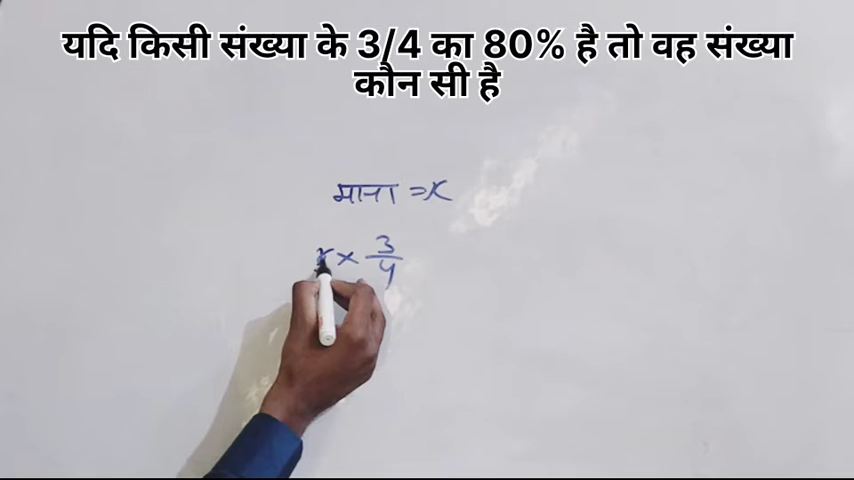 यदि किसी संख्या के 3/4 का 80% है तो वह संख्या
कौन सी है
माना = x
x × 3/4